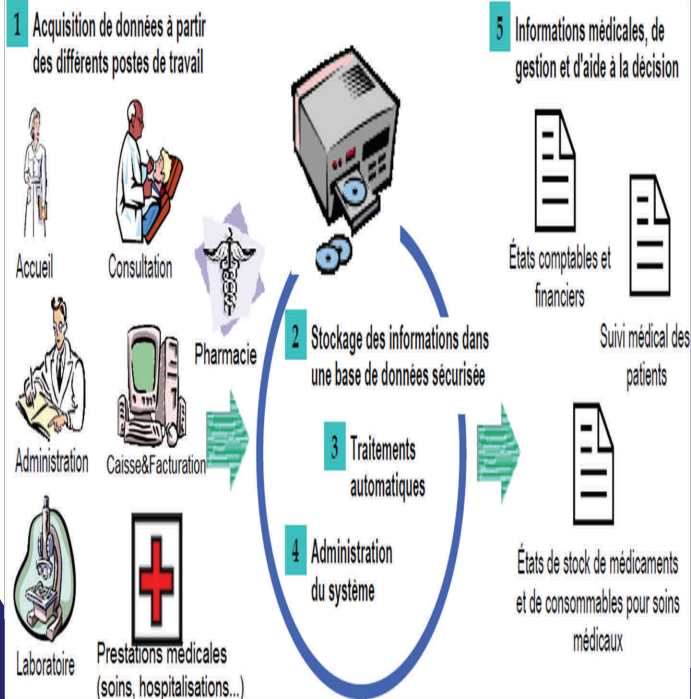 1 Acquisition de données à partir
des différents postes de travail
Accueil
Consultation
Pharmacie
Administration
Caisse&Facturation
Laboratoire
Prestations médicales
(soins, hospitalisations...)
2 Stockage des informations dans
une base de données sécurisée
3 Traitements
automatiques
4 Administration
du système
5 Informations médicales, de
gestion et d'aide à la décision
États comptables et
financiers
Suivi médical des
patients
États de stock de médicaments
et de consommables pour soins
médicaux